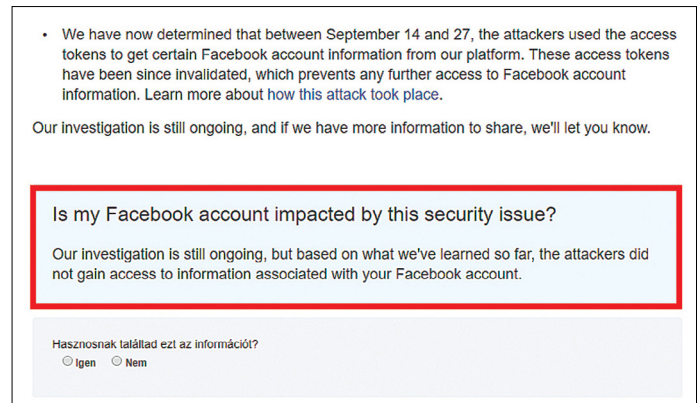 • We have now determined that between September 14 and 27, the attackers used the access
tokens to get certain Facebook account information from our platform. These access tokens
have been since invalidated, which prevents any further access to Facebook account
information. Learn more about how this attack took place.
Our investigation is still ongoing, and if we have more information to share, we'll let you know.
Is my Facebook account impacted by this security issue?
Our investigation is still ongoing, but based on what we've learned so far, the attackers did
not gain access to information associated with your Facebook account.
Hasznosnak találtad ezt az információt?
Igen Nem